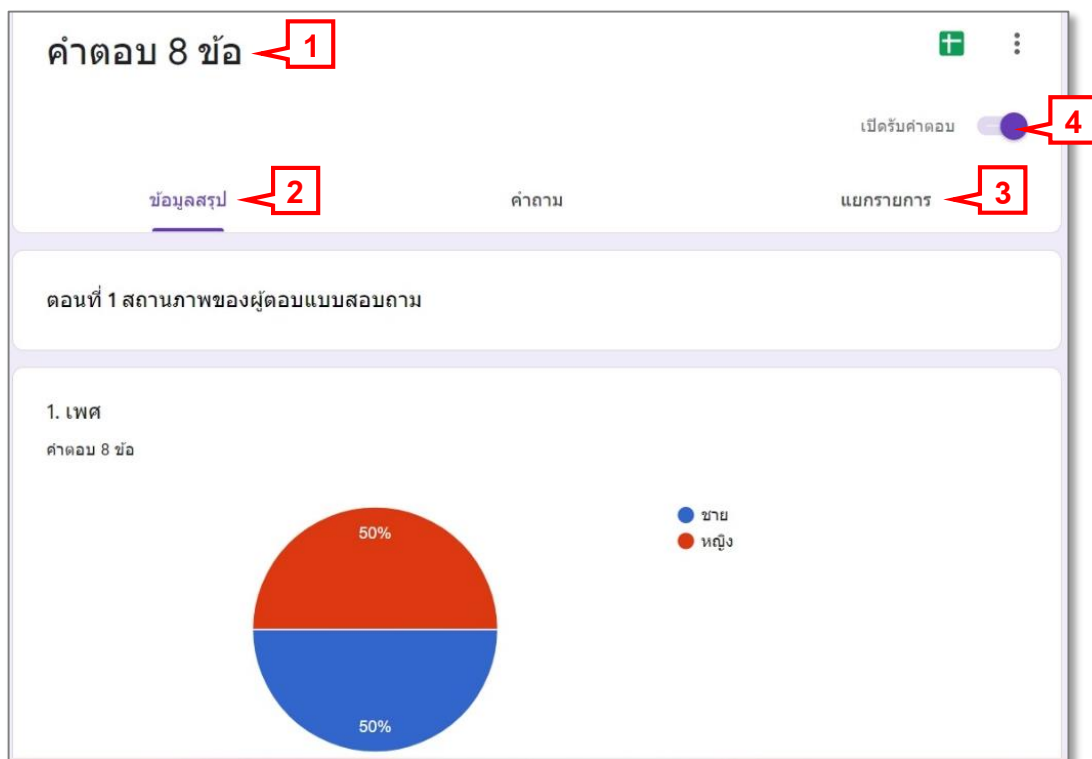 คำตอบ 8 ข้อ
1
เปิดรับคำตอบ
4
ข้อมูลสรุป
2
คำถาม
แยกรายการ
3
ตอนที่ 1 สถานภาพของผู้ตอบแบบสอบถาม
1. เพศ
คำตอบ 8 ข้อ
50%
50%
ชาย
หญิง